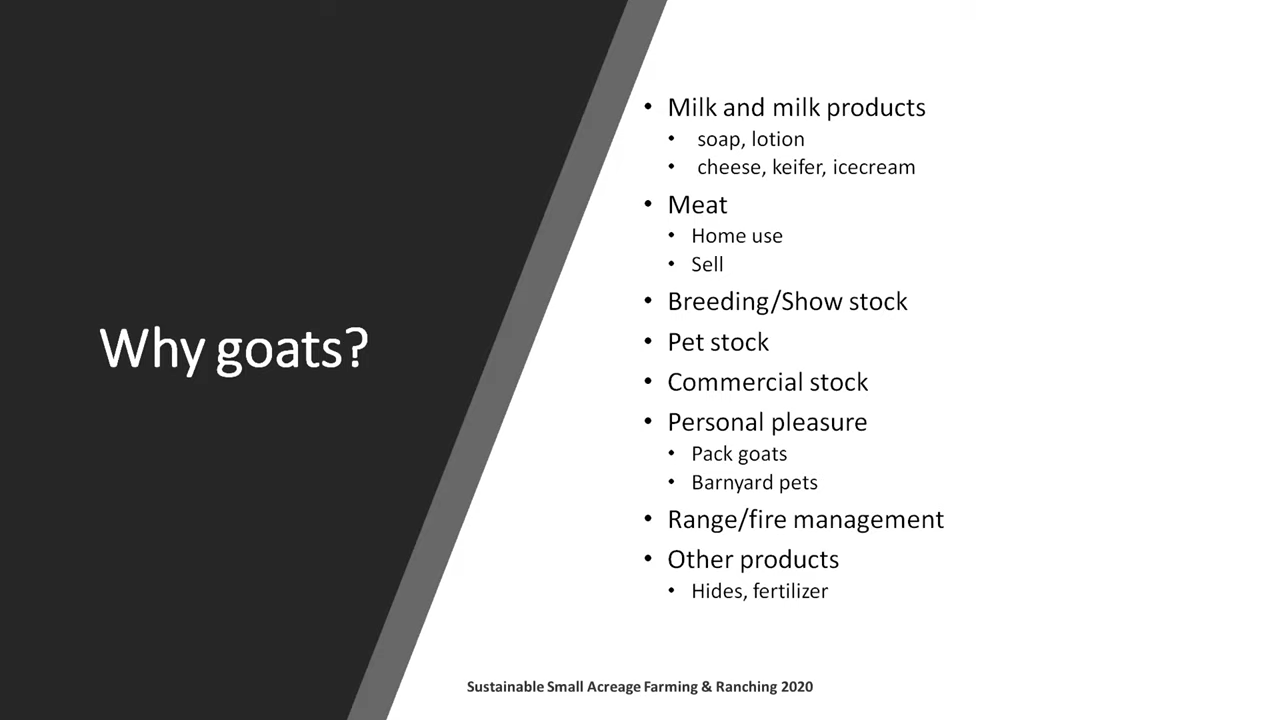 Why goats?
• Milk and milk products
• soap, lotion
• cheese, keifer, icecream
• Meat
• Home use
• Sell
• Breeding/Show stock
• Pet stock
• Commercial stock
• Personal pleasure
• Pack goats
• Barnyard pets
• Range/fire management
• Other products
• Hides, fertilizer
Sustainable Small Acreage Farming & Ranching 2020